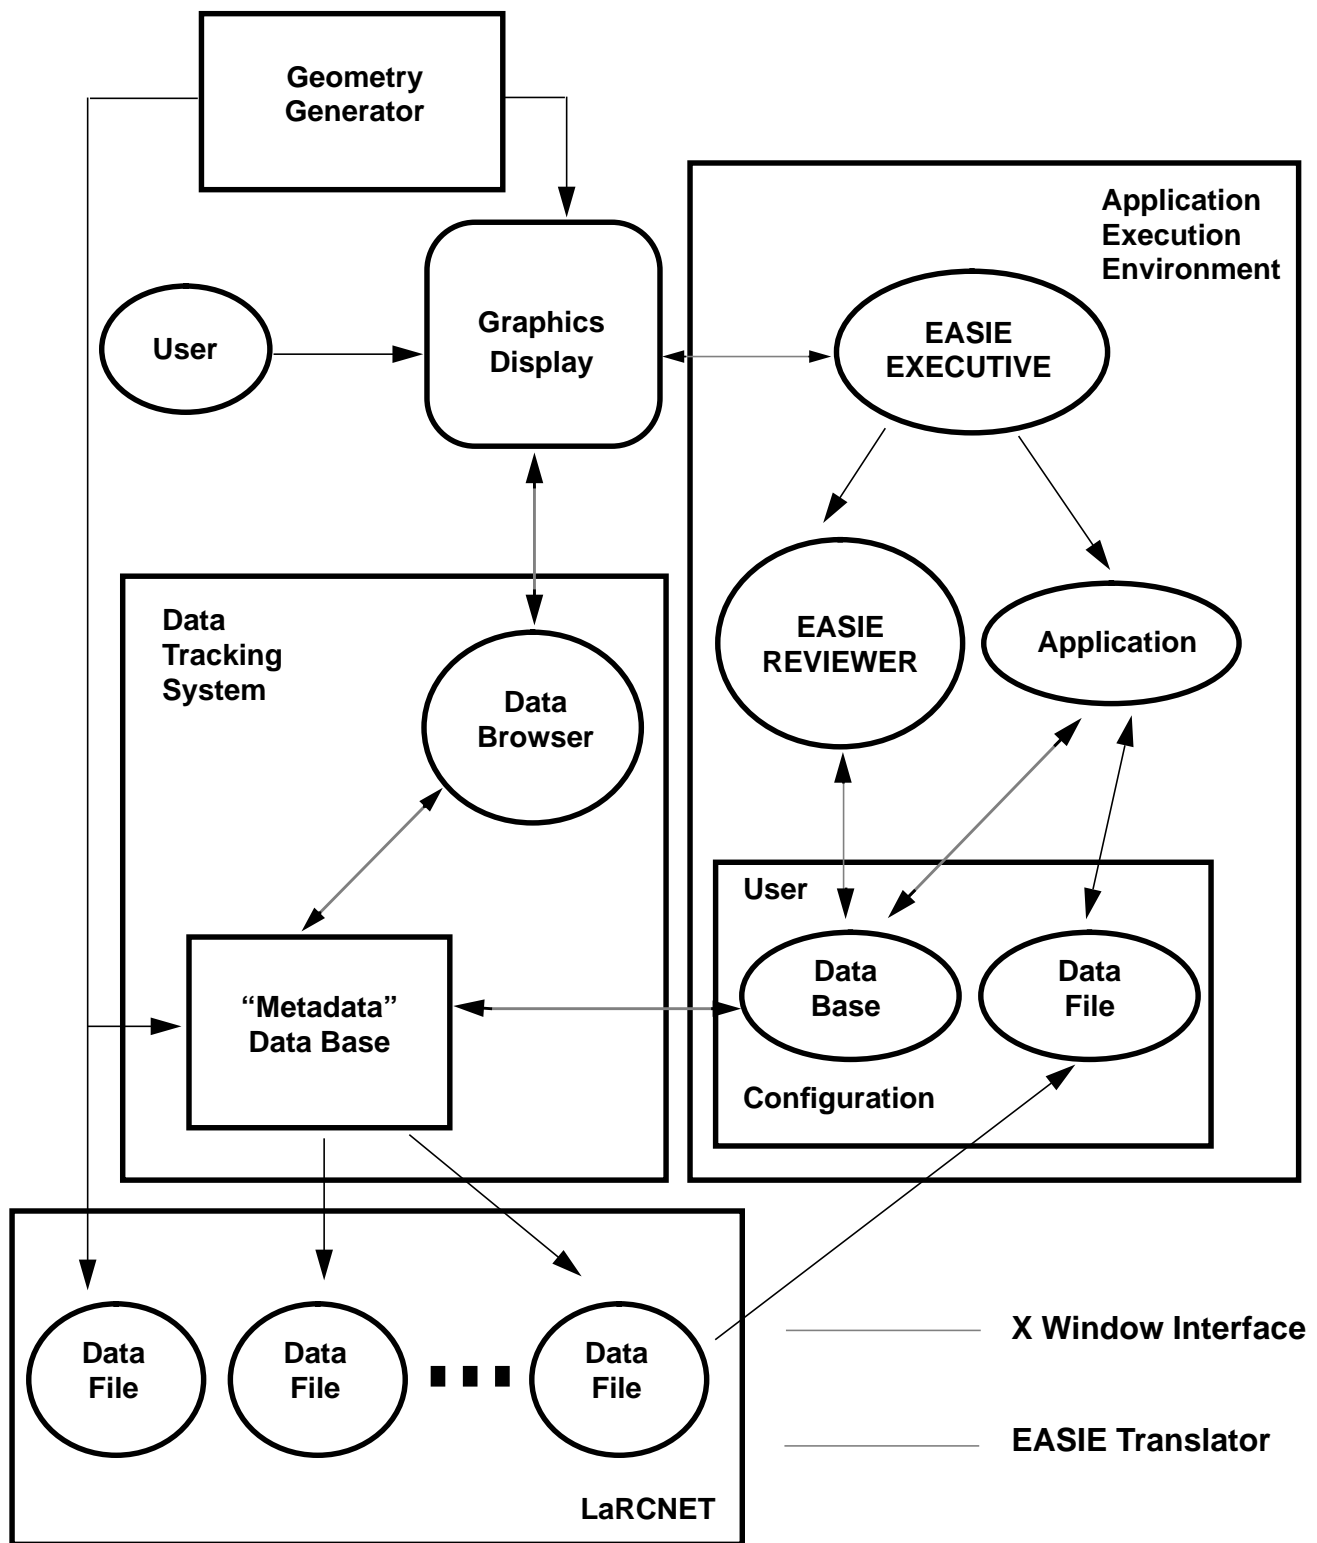 Geometry
Generator
Application
Execution
Environment
User
Graphics
Display
EASIE
EXECUTIVE
Data
Tracking
System
Data
Browser
EASIE
REVIEWER
Application
User
Data
Base
Data
File
Configuration
“Metadata”
Data Base
Data
File
Data
File
Data
File
LaRCNET
X Window Interface
EASIE Translator